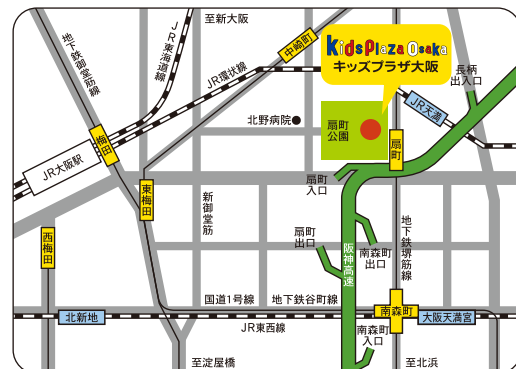 至新大阪
地下鉄御堂筋線
JR東海道線
中崎町
Kids Plaza Osaka
キッズプラザ大阪
長柄
出入口
JR環状線
JR天満
北野病院
扇町
公園
梅田
扇町
JR大阪駅
扇町
入口
東梅田
新御堂筋
西梅田
扇町
出口
阪神高速
南森町
出口
地下鉄堺筋線
国道1号線
地下鉄谷町線
南森町
北新地
大阪天満宮
JR東西線
南森町
入口
至淀屋橋
至北浜